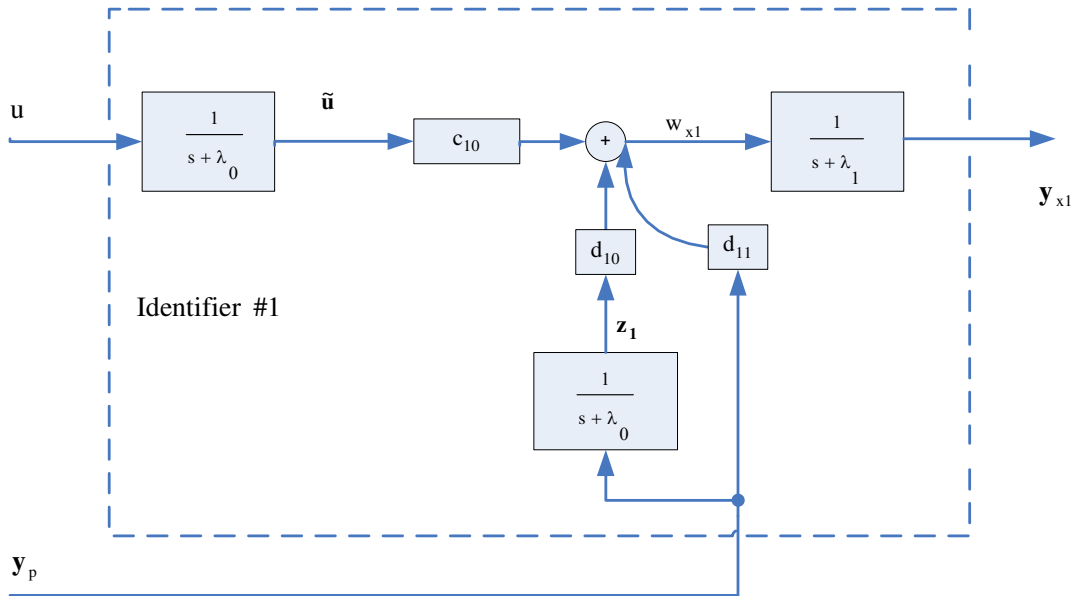 u
1
s + λ0
ũ
c10
+
wx1
1
s + λ1
yx1
d10
d11
Identifier #1
z1
1
s + λ0
yp